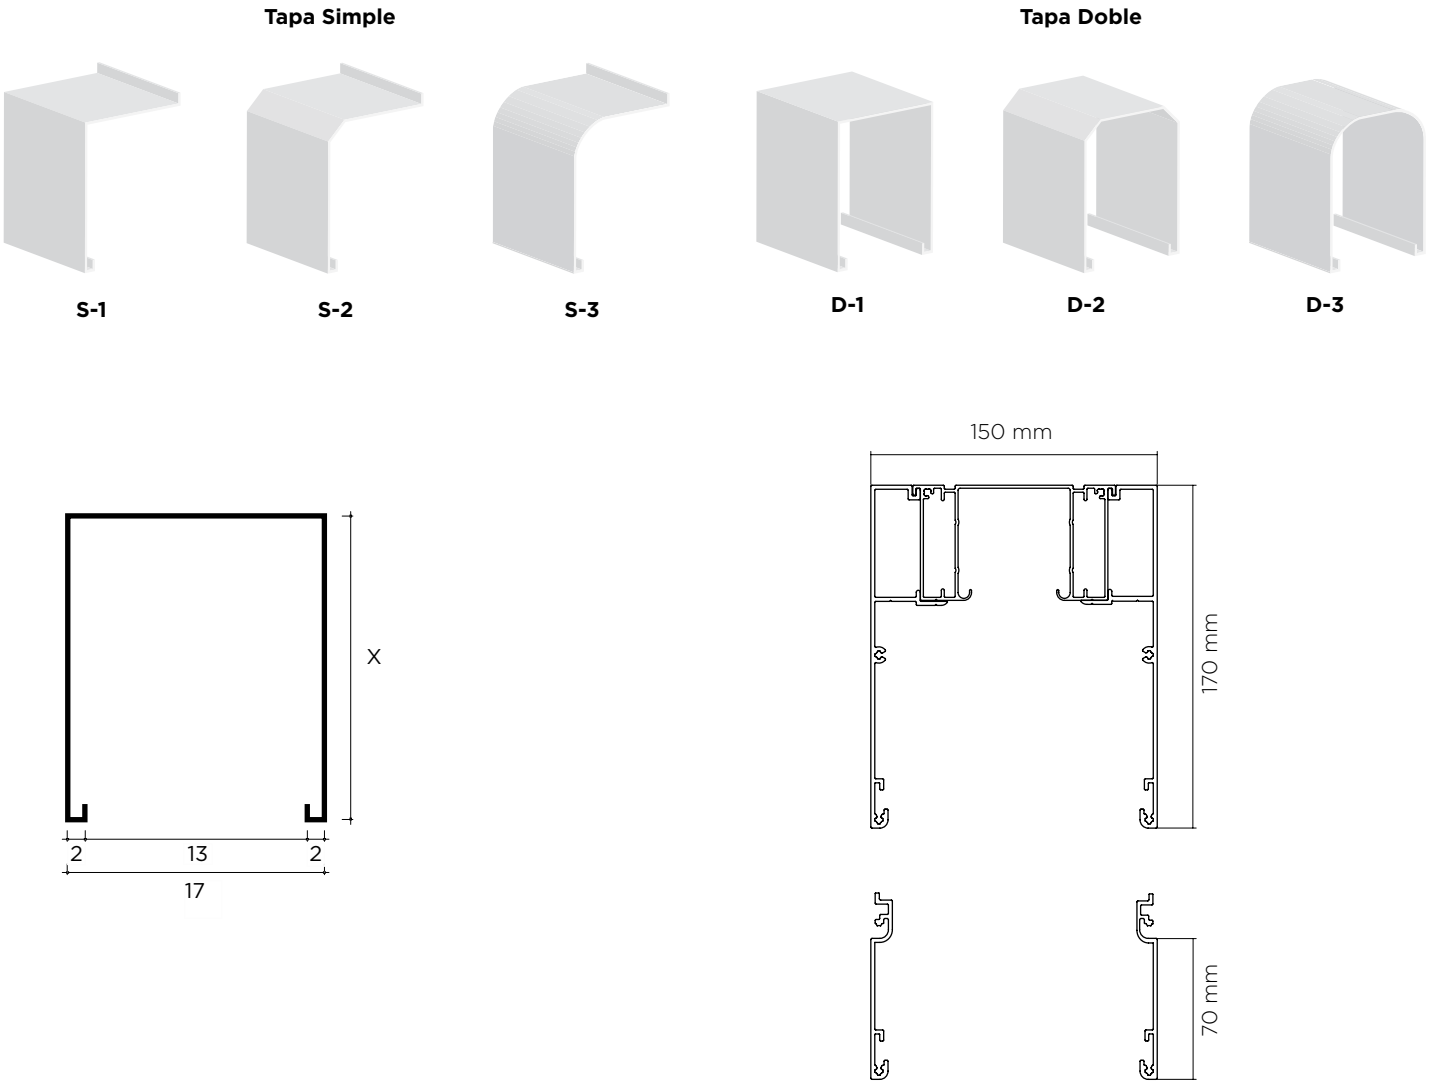 Tapa Simple
Tapa Doble
S-1
S-2
S-3
D-1
D-2
D-3
150 mm
170 mm
X
2
13
2
17
70 mm